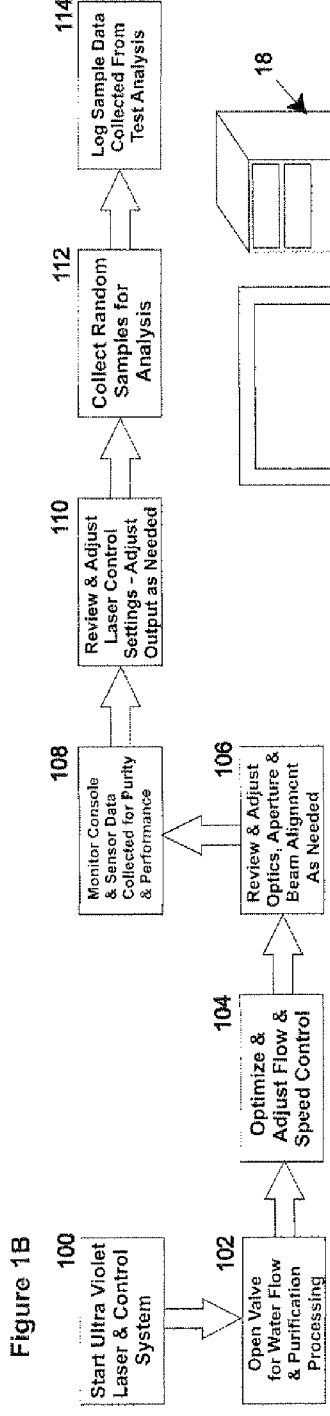 Figure 1B
100
Start Ultra Violet
Laser & Control
System
102
Open Valve
for Water Flow
& Purification
Processing
104
Optimize &
Adjust Flow &
Speed Control
106
Review & Adjust
Optics, Aperture &
Beam Alignment
As Needed
108
Monitor Console
& Sensor Data
Collected for Purity
& Performance
110
Review & Adjust
Laser Control
Settings - Adjust
Output as Needed
112
Collect Random
Samples for
Analysis
114
Log Sample Data
Collected From
Test Analysis
18